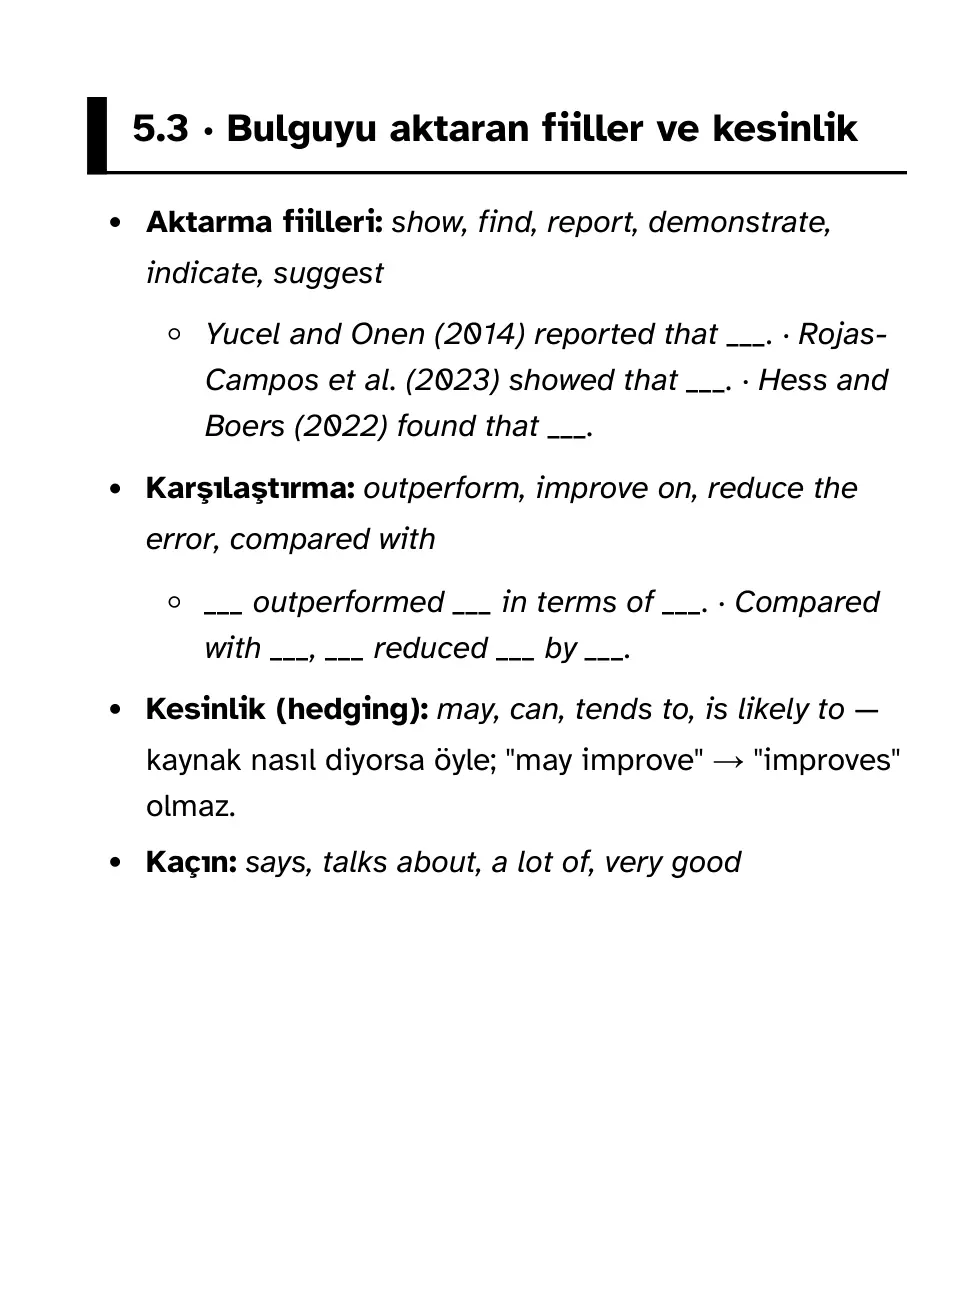 5.3 · Bulguyu aktaran fiiller ve kesinlik
• Aktarma fiilleri: show, find, report, demonstrate,
indicate, suggest
◦ Yucel and Onen (2014) reported that ___. · Rojas-
Campos et al. (2023) showed that ___. · Hess and
Boers (2022) found that ___.
• Karşılaştırma: outperform, improve on, reduce the
error, compared with
◦ ___ outperformed ___ in terms of ___. · Compared
with ___, ___ reduced ___ by ___.
• Kesinlik (hedging): may, can, tends to, is likely to —
kaynak nasıl diyorsa öyle; "may improve" → "improves"
olmaz.
• Kaçın: says, talks about, a lot of, very good